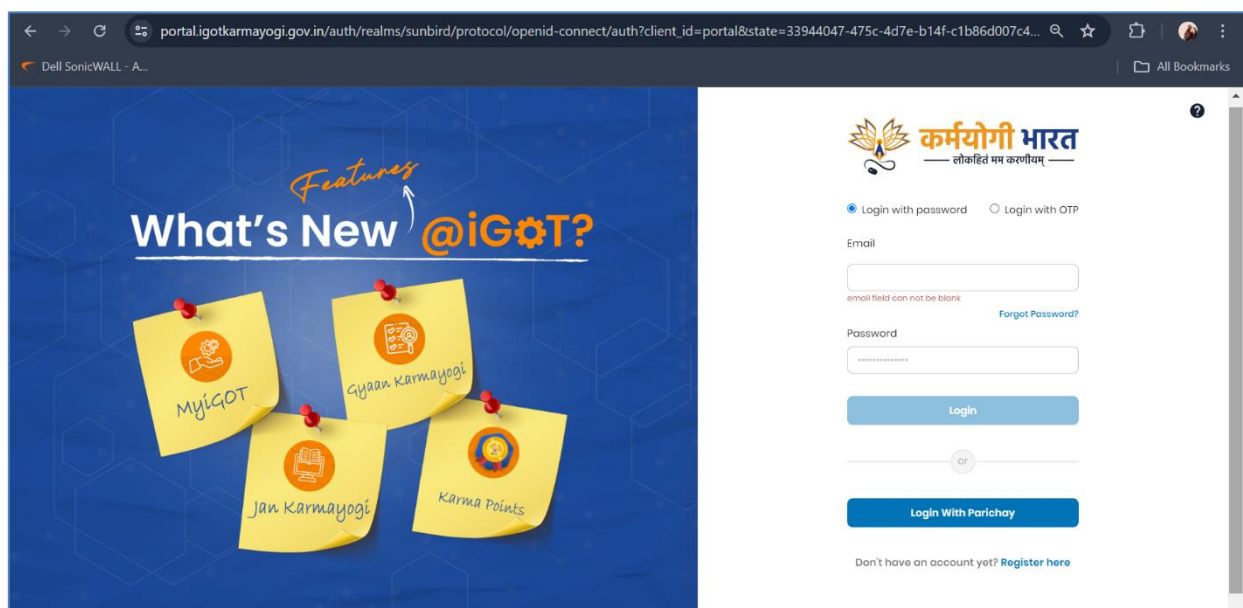 portal.igotkarmayogi.gov.in/auth/realms/sunbird/protocol/openid-connect/auth?client_id=portal&state=33944047-475c-4d7e-b14f-c1b86d007c4...
Dell SonicWALL - A...
All Bookmarks
Features
What's New @iGOT?
MyiGOT
Gyaan Karmayogi
Jan Karmayogi
Karma Points
कर्मयोगी भारत
लोकहितं मम करणीयम्
Login with password
Login with OTP
Email
email field can not be blank
Forgot Password?
Password
Login
or
Login With Parichay
Don't have an account yet? Register here